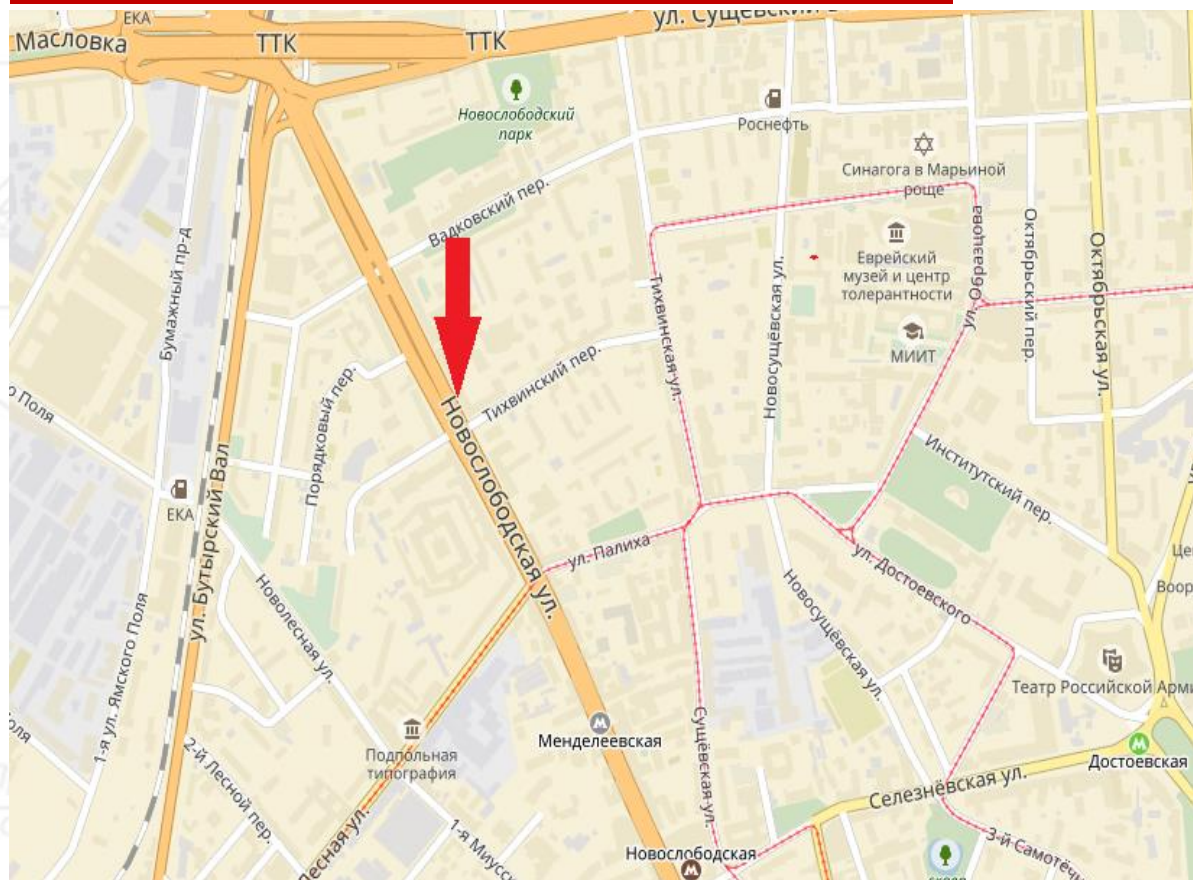 ЕКА
ул. Сущёвский
Масловка
ТТК
ТТК
Новослободский
парк
Роснефть
Синагога в Марьиной
роще
Вадковский пер.
Бумажный пр-д
Еврейский
музей и центр
толерантности
ул. Образцова
Октябрьский пер.
Октябрьская ул.
Тихвинская ул.
Новосущёвская ул.
МИИТ
Тихвинский пер.
Порядковый пер.
Поля
Новослободская ул.
ул. Бутырский Вал
ЕКА
Институтский пер.
ул. Палиха
ул. Достоевского
Новолесная ул.
Новосущёвская ул.
1-я ул. Ямского Поля
Театр Российской Арми
Подпольная
типография
Менделеевская
Сущёвская ул.
Достоевская
2-й Лесной пер.
Селезнёвская ул.
Лесная ул.
1-я Миусс
Новослободская
3-й Самотёчн